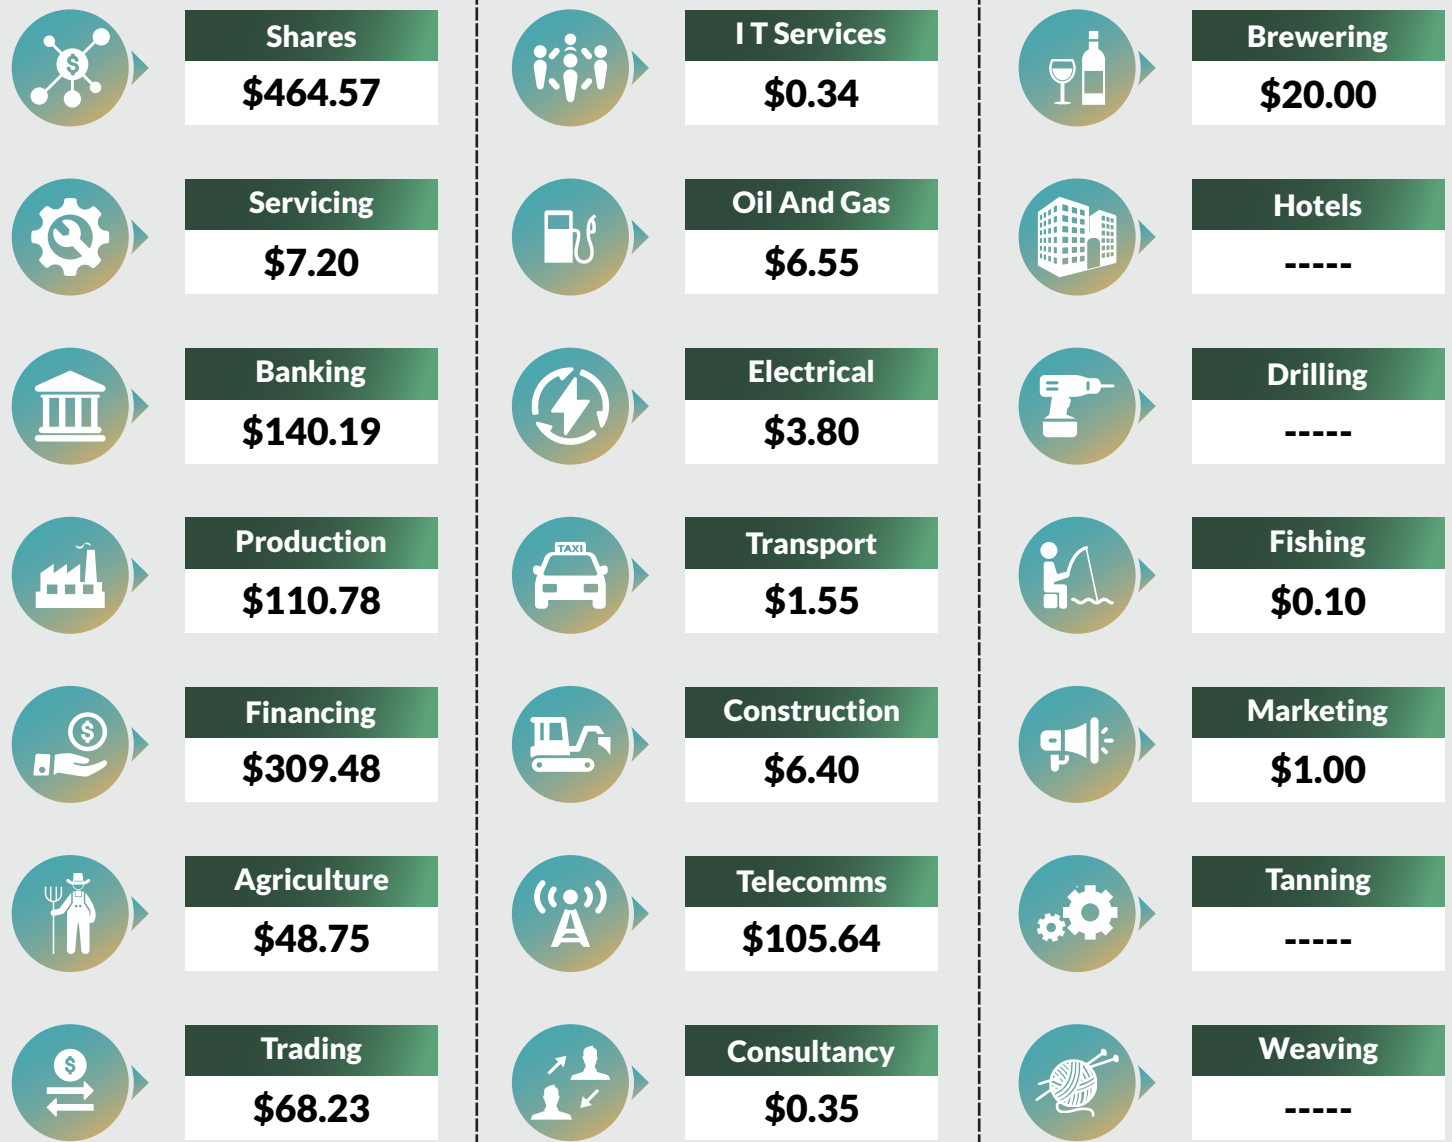 Shares
$464.57
Servicing
$7.20
Banking
$140.19
Production
$110.78
Financing
$309.48
Agriculture
$48.75
Trading
$68.23
I T Services
$0.34
Oil And Gas
$6.55
Electrical
$3.80
TAXI
Transport
$1.55
Construction
$6.40
Telecomms
$105.64
Consultancy
$0.35
Brewering
$20.00
Hotels
-----
Drilling
-----
Fishing
$0.10
Marketing
$1.00
Tanning
-----
Weaving
-----